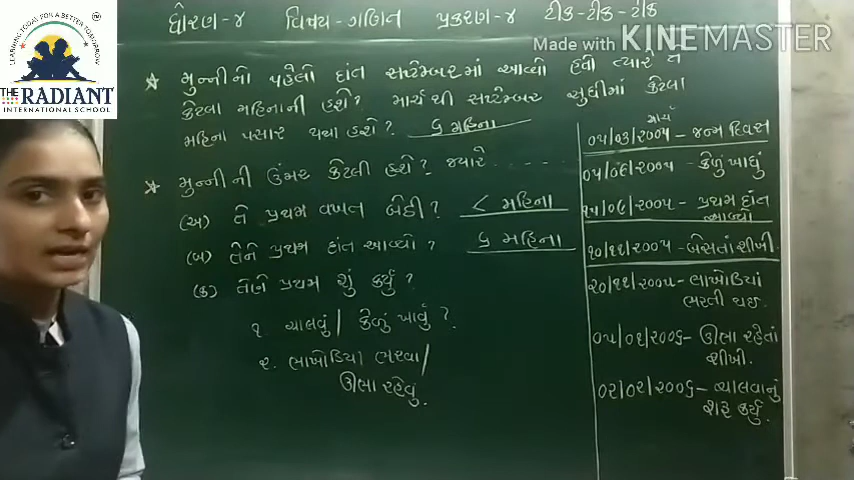 LEARNING TODAY FOR A BETTER TOMORROW
THE RADIANT
INTERNATIONAL SCHOOL
Made with KINEMASTER
ધોરણ-૪ વિષય-ગણિત પ્રકરણ-૪ ટીક-ટીક-ટીક
★ મુન્નીનો પહેલો દાંત સપ્ટેમ્બરમાં આવ્યો હતો ત્યારે તે
કેટલા મહિનાની હશે? માર્ચથી સપ્ટેમ્બર સુધીમાં કેટલા
મહિના પસાર થયા હશે? ૬ મહિના
★ મુન્નીની ઉંમર કેટલી હશે? જ્યારે.....
(અ) તે પ્રથમ વખત બેઠી? ૮ મહિના
(બ) તેને પ્રથમ દાંત આવ્યો? ૬ મહિના
(ક) તેણે પ્રથમ શું કર્યું?
૧. ચાલવું/ કેળું ખાવું?
૨. ભાખોડિયા ભરવા/
ઊભા રહેવું.
માર્ચ
૦૫/૦૩/૨૦૦૫ - જન્મ દિવસ
૦૫/૦૬/૨૦૦૫ - કેળું ખાધું
૧૫/૦૯/૨૦૦૫ - પ્રથમ દાંત
આવ્યો
૧૦/૧૧/૨૦૦૫ - બેસતાં શીખી.
૨૦/૧૧/૨૦૦૫ - ભાખોડિયાં
ભરતી થઇ.
૦૫/૦૧/૨૦૦૬ - ઊભા રહેતાં
શીખી
૦૨/૦૨/૨૦૦૬ - ચાલવાનું
શરૂ કર્યું.